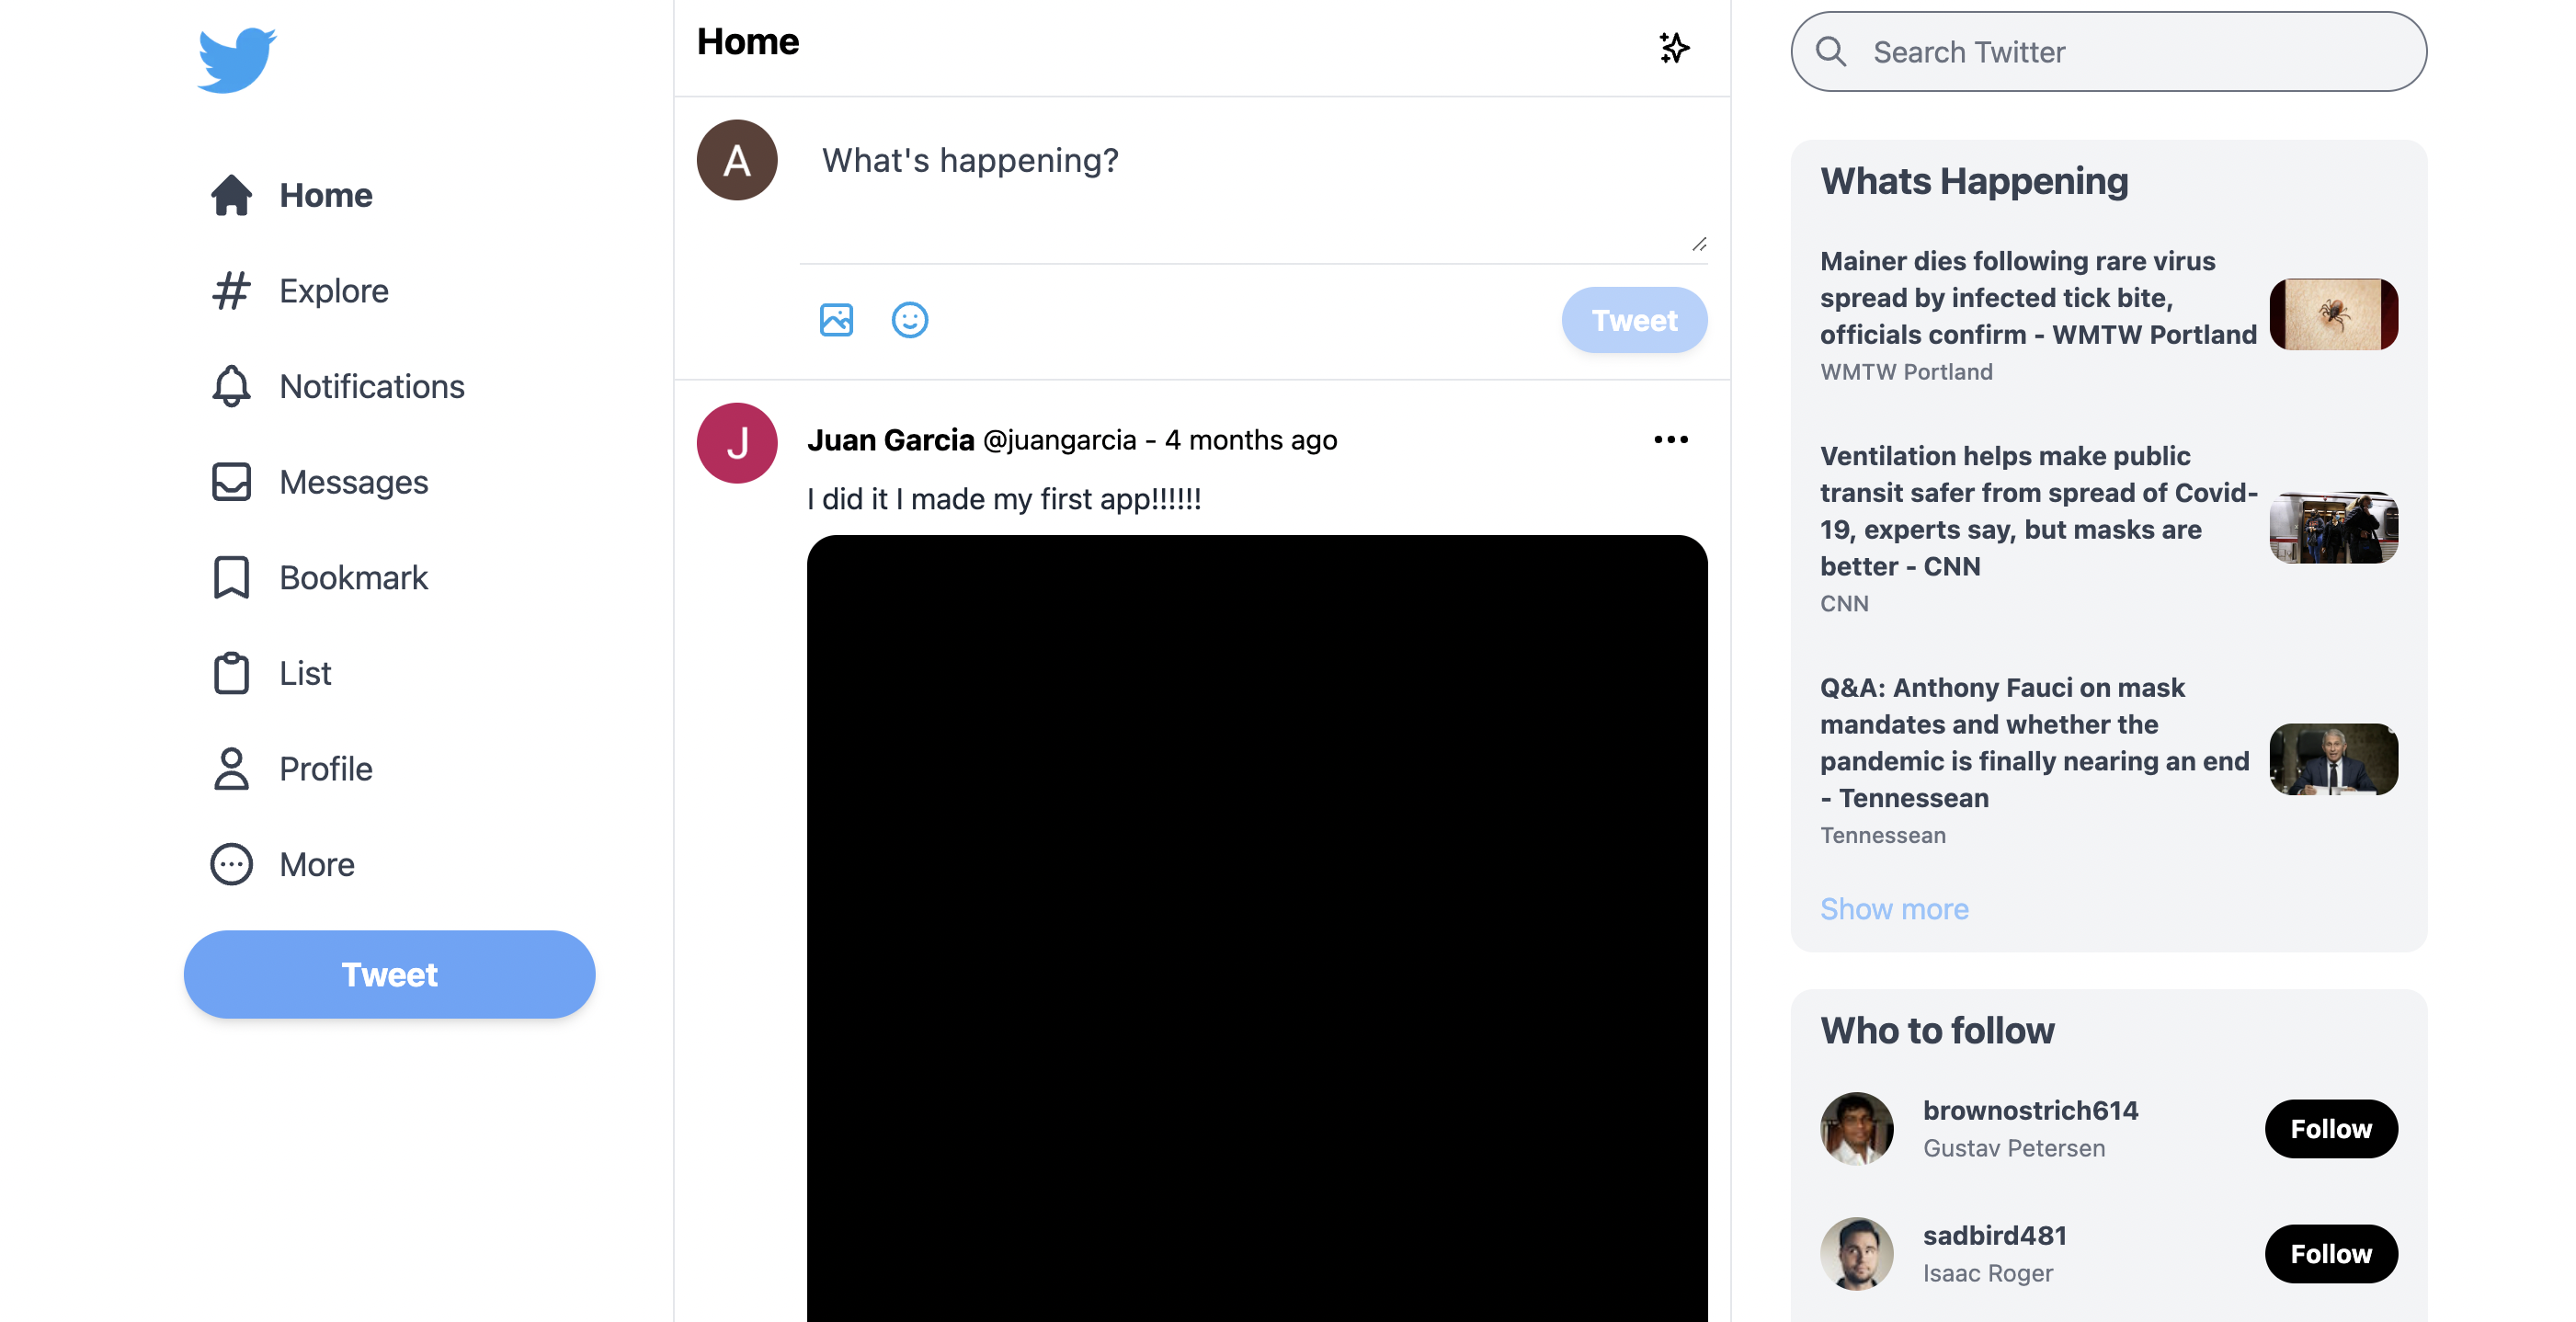 Home
Explore
Notifications
Messages
Bookmark
List
Profile
More
Tweet
Home
A
What's happening?
Tweet
J
Juan Garcia @juangarcia - 4 months ago
I did it I made my first app!!!!!!
Search Twitter
Whats Happening
Mainer dies following rare virus
spread by infected tick bite,
officials confirm - WMTW Portland
WMTW Portland
Ventilation helps make public
transit safer from spread of Covid-
19, experts say, but masks are
better - CNN
CNN
Q&A: Anthony Fauci on mask
mandates and whether the
pandemic is finally nearing an end
- Tennessean
Tennessean
Show more
Who to follow
brownostrich614
Gustav Petersen
Follow
sadbird481
Isaac Roger
Follow